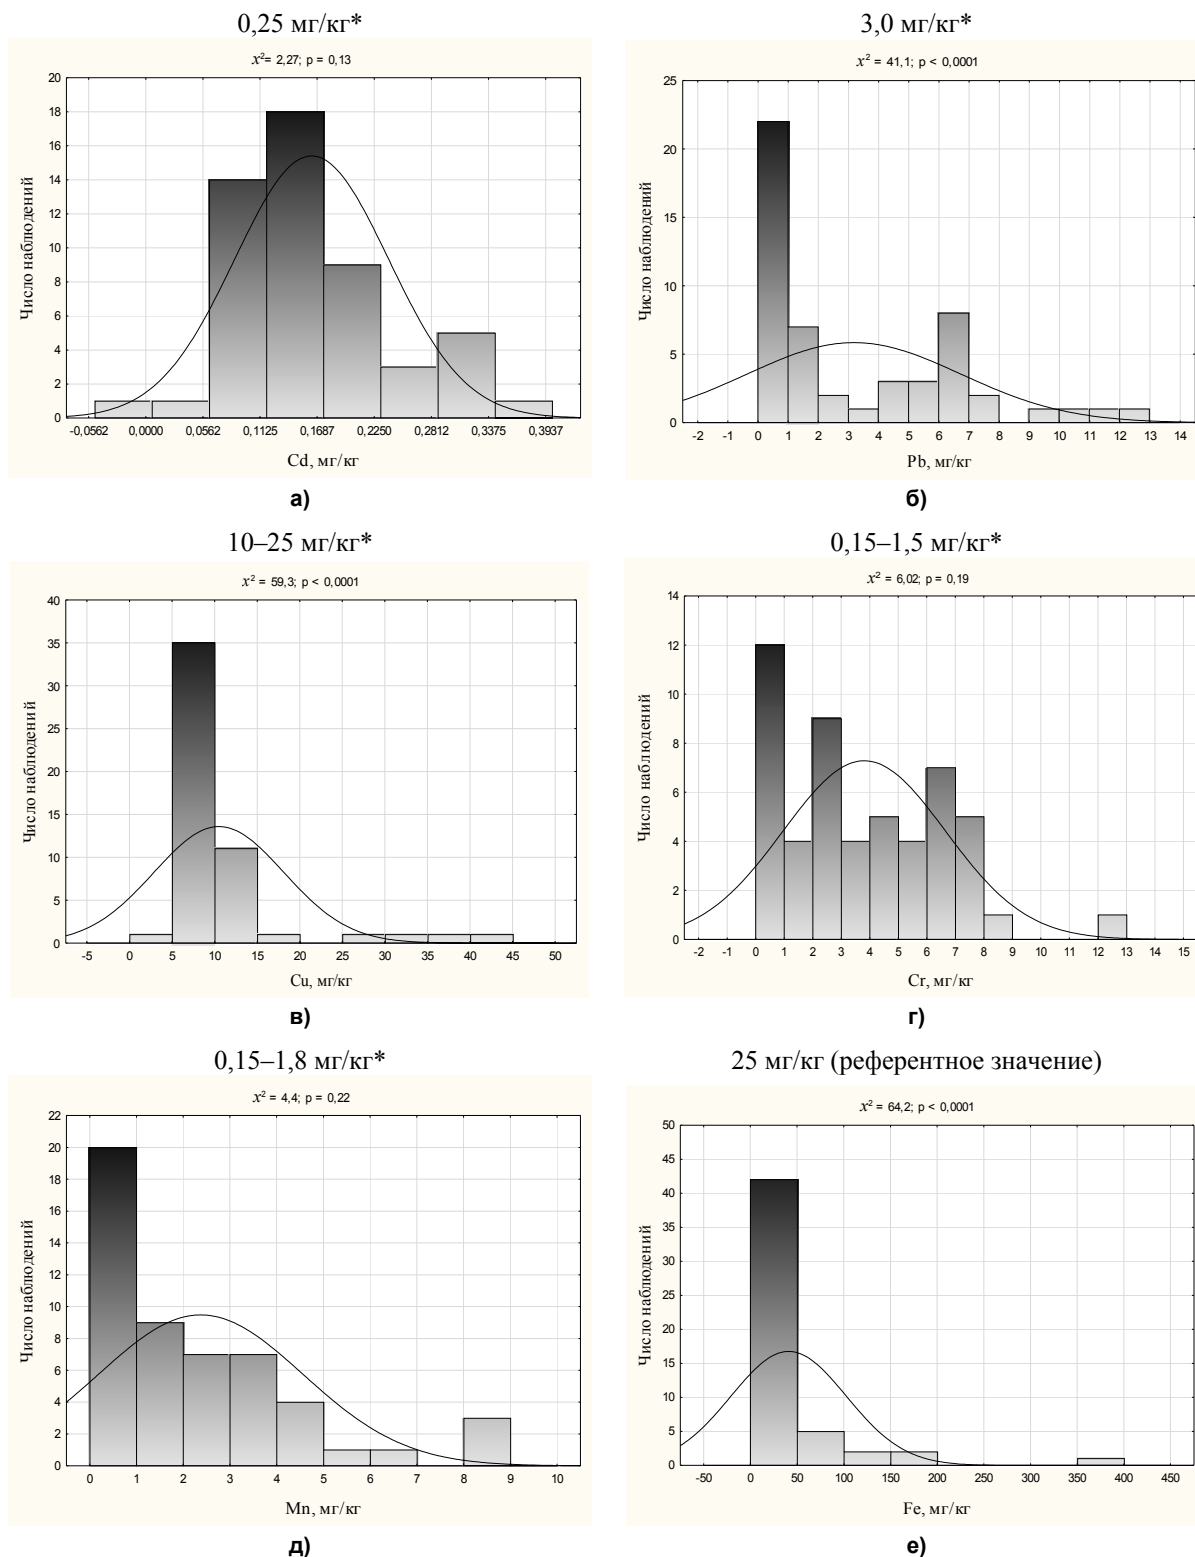 0,25 мг/кг*
x² = 2,27; p = 0,13
20
18
16
14
12
10
8
6
4
2
0
Число наблюдений
-0,0562 0,0000 0,0562 0,1125 0,1687 0,2250 0,2812 0,3375 0,3937
Cd, мг/кг
а)
3,0 мг/кг*
x² = 41,1; p < 0,0001
25
20
15
10
5
0
Число наблюдений
-2 -1 0 1 2 3 4 5 6 7 8 9 10 11 12 13 14
Pb, мг/кг
б)
10–25 мг/кг*
x² = 59,3; p < 0,0001
40
35
30
25
20
15
10
5
0
Число наблюдений
-5 0 5 10 15 20 25 30 35 40 45 50
Cu, мг/кг
в)
0,15–1,5 мг/кг*
x² = 6,02; p = 0,19
14
12
10
8
6
4
2
0
Число наблюдений
-2 -1 0 1 2 3 4 5 6 7 8 9 10 11 12 13 14 15
Cr, мг/кг
г)
0,15–1,8 мг/кг*
x² = 4,4; p = 0,22
22
20
18
16
14
12
10
8
6
4
2
0
Число наблюдений
0 1 2 3 4 5 6 7 8 9 10
Mn, мг/кг
д)
25 мг/кг (референтное значение)
x² = 64,2; p < 0,0001
50
45
40
35
30
25
20
15
10
5
0
Число наблюдений
-50 0 50 100 150 200 250 300 350 400 450
Fe, мг/кг
е)